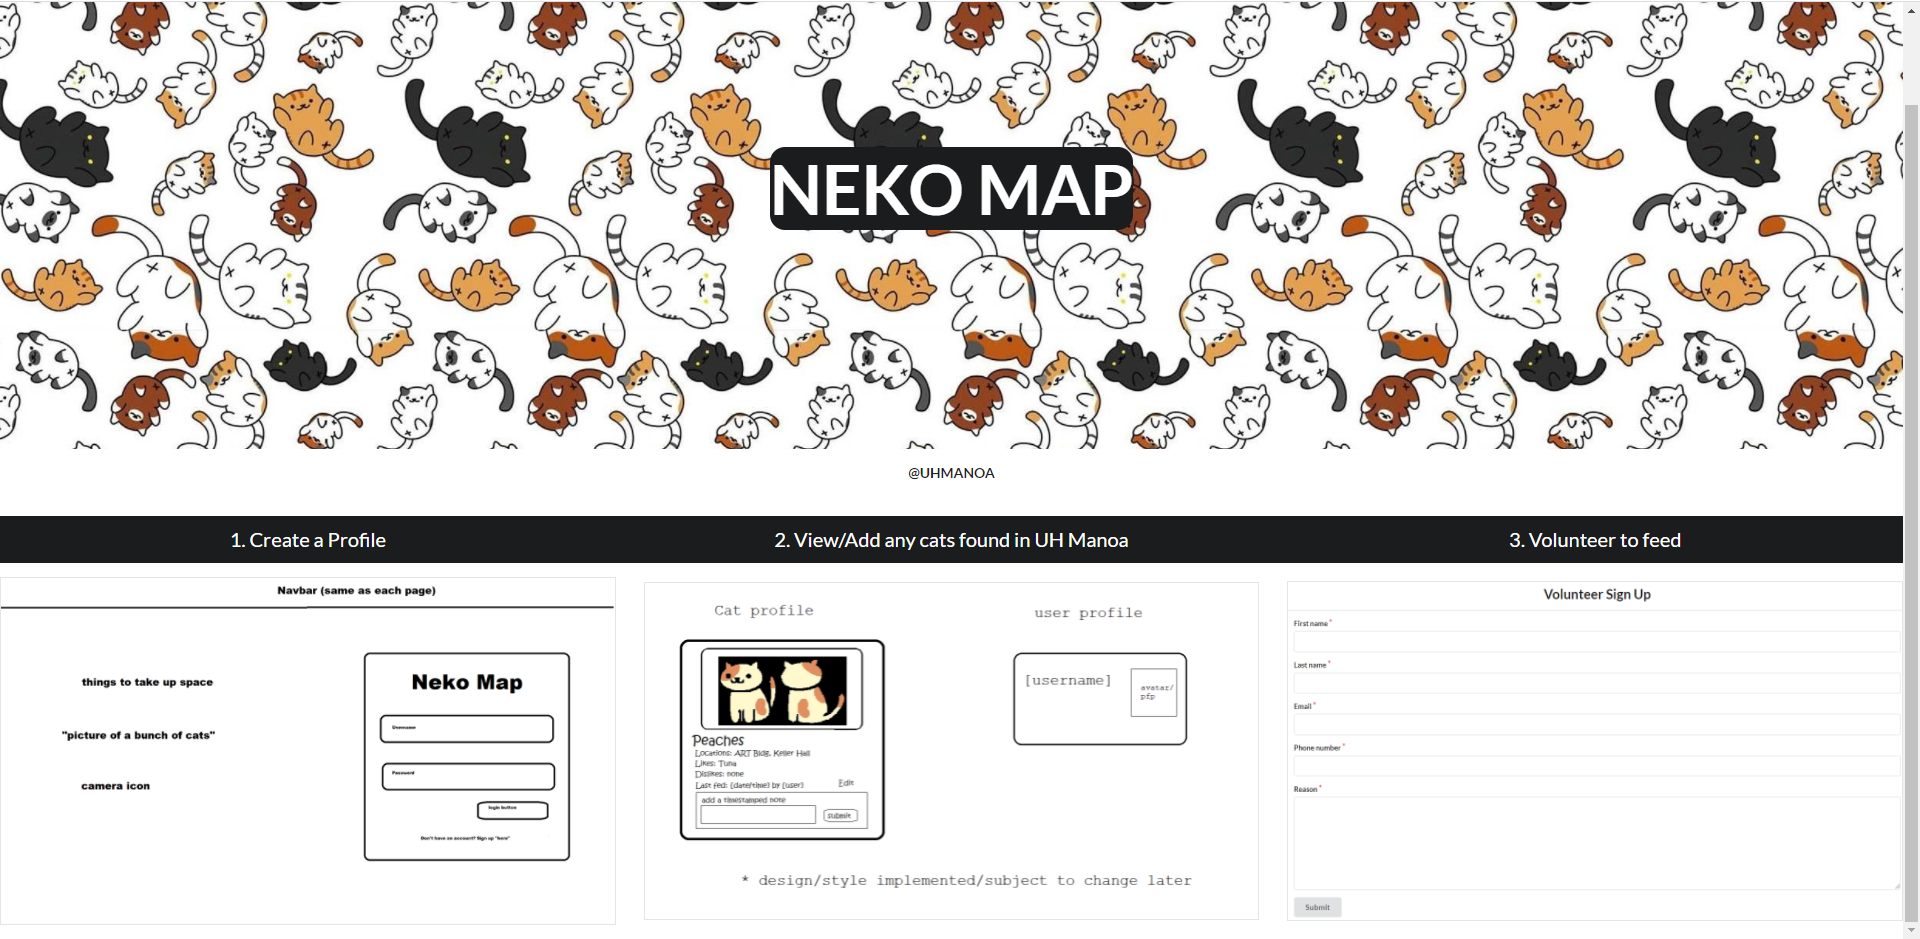 NEKO MAP
@UHMANOA
1. Create a Profile
2. View/Add any cats found in UH Manoa
3. Volunteer to feed
Navbar (same as each page)
things to take up space
"picture of a bunch of cats"
camera icon
Neko Map
Username
Password
login button
Don't have an account? Sign up "here"
Cat profile
Peaches
Locations: ART Bldg, Keller Hall
Likes: Tuna
Dislikes: none
Last fed: [date/time] by [user]
Edit
add a timestamped note
submit
user profile
[username]
avatar/
pfp
* design/style implemented/subject to change later
Volunteer Sign Up
First name *
Last name *
Email *
Phone number *
Reason *
Submit